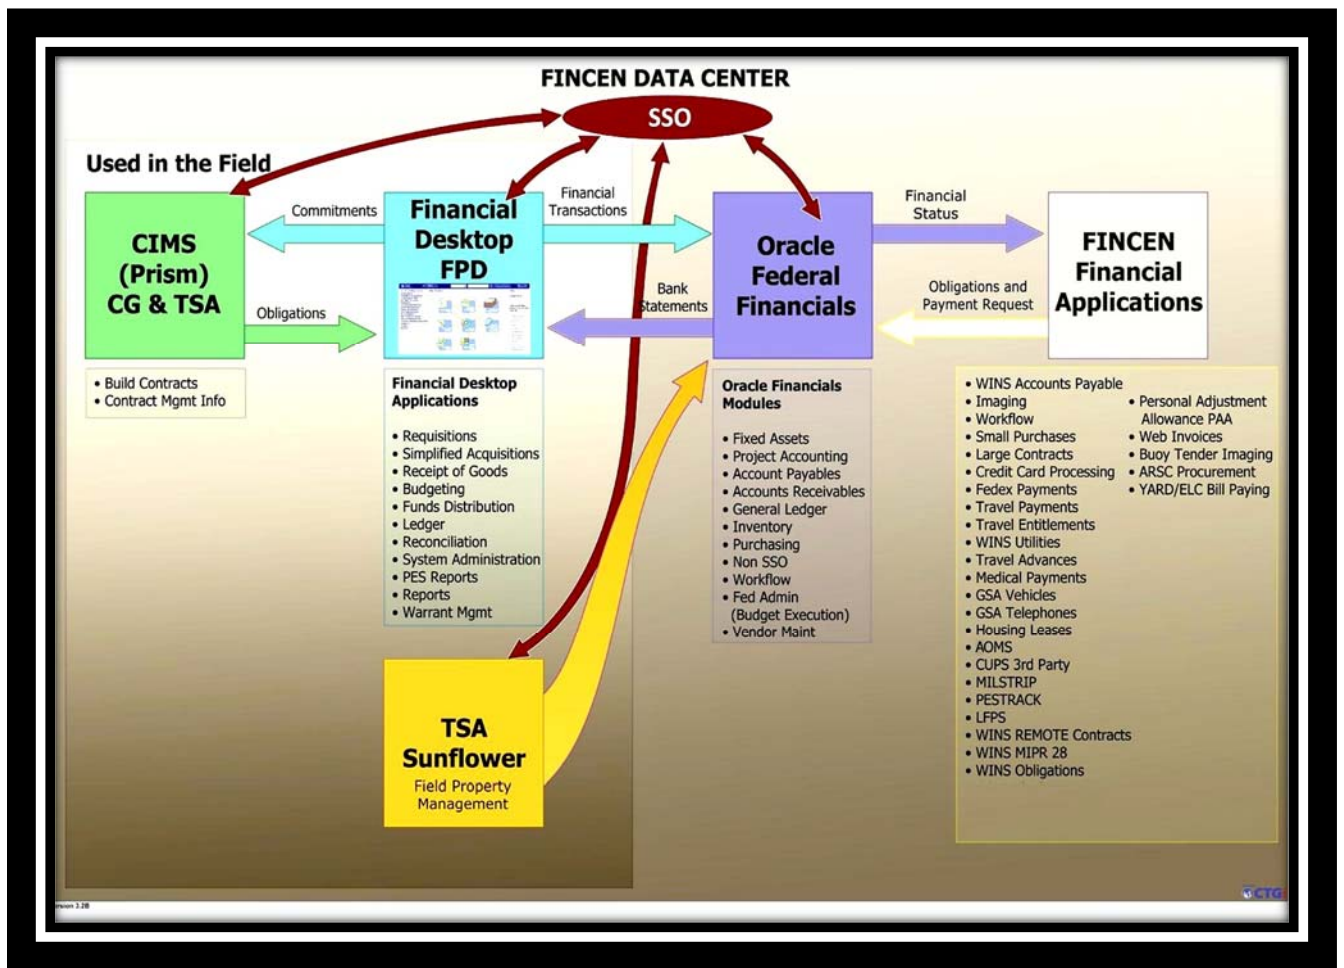 FINCEN DATA CENTER
SSO
Used in the Field
CIMS
(Prism)
CG & TSA
Commitments
Obligations
Financial
Desktop
FPD
Financial
Transactions
Bank
Statements
Oracle
Federal
Financials
Financial
Status
Obligations and
Payment Request
FINCEN
Financial
Applications
• Build Contracts
• Contract Mgmt Info
Financial Desktop
Applications
• Requisitions
• Simplified Acquisitions
• Receipt of Goods
• Budgeting
• Funds Distribution
• Ledger
• Reconciliation
• System Administration
• PES Reports
• Reports
• Warrant Mgmt
Oracle Financials
Modules
• Fixed Assets
• Project Accounting
• Account Payables
• Accounts Receivables
• General Ledger
• Inventory
• Purchasing
• Non SSO
• Workflow
• Fed Admin
(Budget Execution)
• Vendor Maint
• WINS Accounts Payable
• Imaging
• Workflow
• Small Purchases
• Large Contracts
• Credit Card Processing
• Fedex Payments
• Travel Payments
• Travel Entitlements
• WINS Utilities
• Travel Advances
• Medical Payments
• GSA Vehicles
• GSA Telephones
• Housing Leases
• AOMS
• CUPS 3rd Party
• MILSTRIP
• PESTRACK
• LFPS
• WINS REMOTE Contracts
• WINS MIPR 28
• WINS Obligations
• Personal Adjustment
Allowance PAA
• Web Invoices
• Buoy Tender Imaging
• ARSC Procurement
• YARD/ELC Bill Paying
TSA
Sunflower
Field Property
Management
CTG